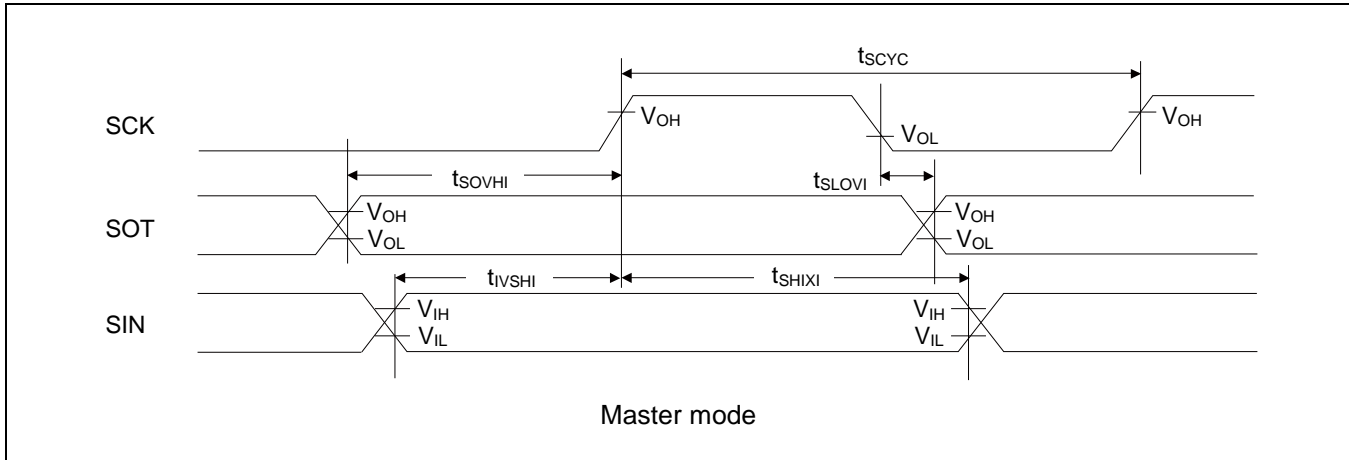 tSCYC
SCK
VOH
VOL
VOH
tSOVHI
tSLOVI
SOT
VOH
VOL
VOH
VOL
tIVSHI
tSHIXI
SIN
VIH
VIL
VIH
VIL
Master mode